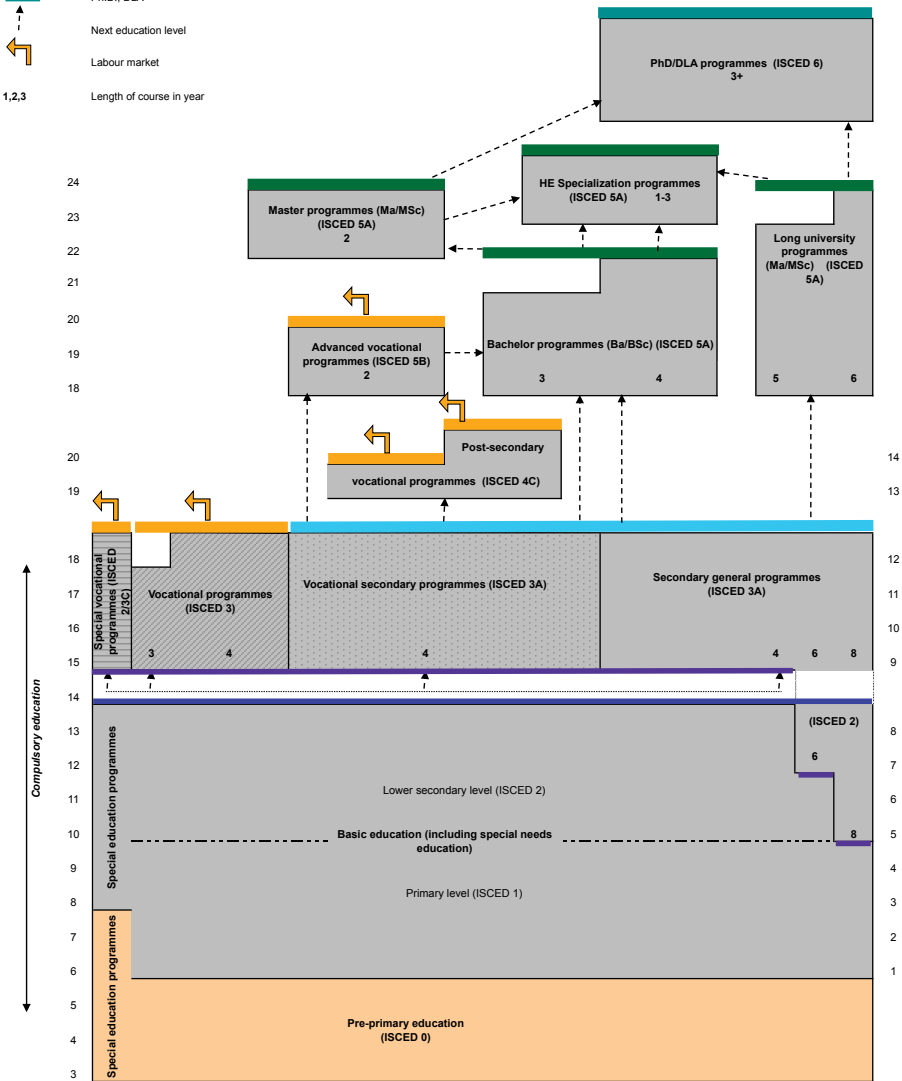 Next education level
Labour market
1,2,3 Length of course in year
PhD/DLA programmes (ISCED 6)
3+
24
23
22
21
20
19
18
HE Specialization programmes
(ISCED 5A) 1-3
Master programmes (Ma/MSc)
(ISCED 5A)
2
Long university
programmes
(Ma/MSc) (ISCED
5A)
5 6
Advanced vocational
programmes (ISCED 5B)
2
Bachelor programmes (Ba/BSc) (ISCED 5A)
3 4
20
19
Post-secondary
vocational programmes (ISCED 4C)
14
13
18
17
16
15
Special vocational
programmes (ISCED
2/3C)
Vocational programmes
(ISCED 3)
3 4
Vocational secondary programmes (ISCED 3A)
4
Secondary general programmes
(ISCED 3A)
4 6 8
12
11
10
9
Compulsory education
14
13
12
11
10
9
8
7
6
5
4
3
Special education programmes
Special education programmes
(ISCED 2)
6
8
Lower secondary level (ISCED 2)
Basic education (including special needs
education)
Primary level (ISCED 1)
Pre-primary education
(ISCED 0)
8
7
6
5
4
3
2
1